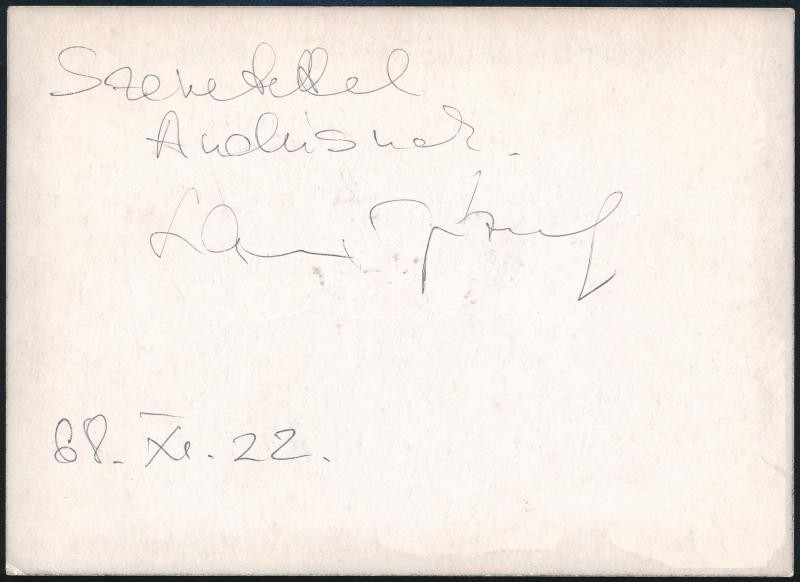 Szeretettel
Andrisnak.
68. XI. 22.